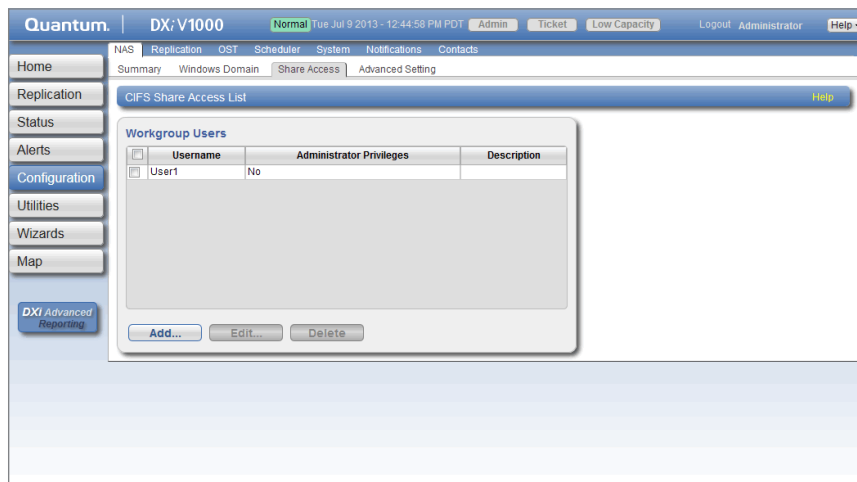 Quantum. DXi V1000 Normal Tue Jul 9 2013 - 12:44:58 PM PDT Admin Ticket Low Capacity Logout Administrator Help
NAS Replication OST Scheduler System Notifications Contacts
Summary Windows Domain Share Access Advanced Setting
Home
Replication
Status
Alerts
Configuration
Utilities
Wizards
Map
DXi Advanced
Reporting
CIFS Share Access List Help
Workgroup Users
Username Administrator Privileges Description
User1 No
Add... Edit... Delete